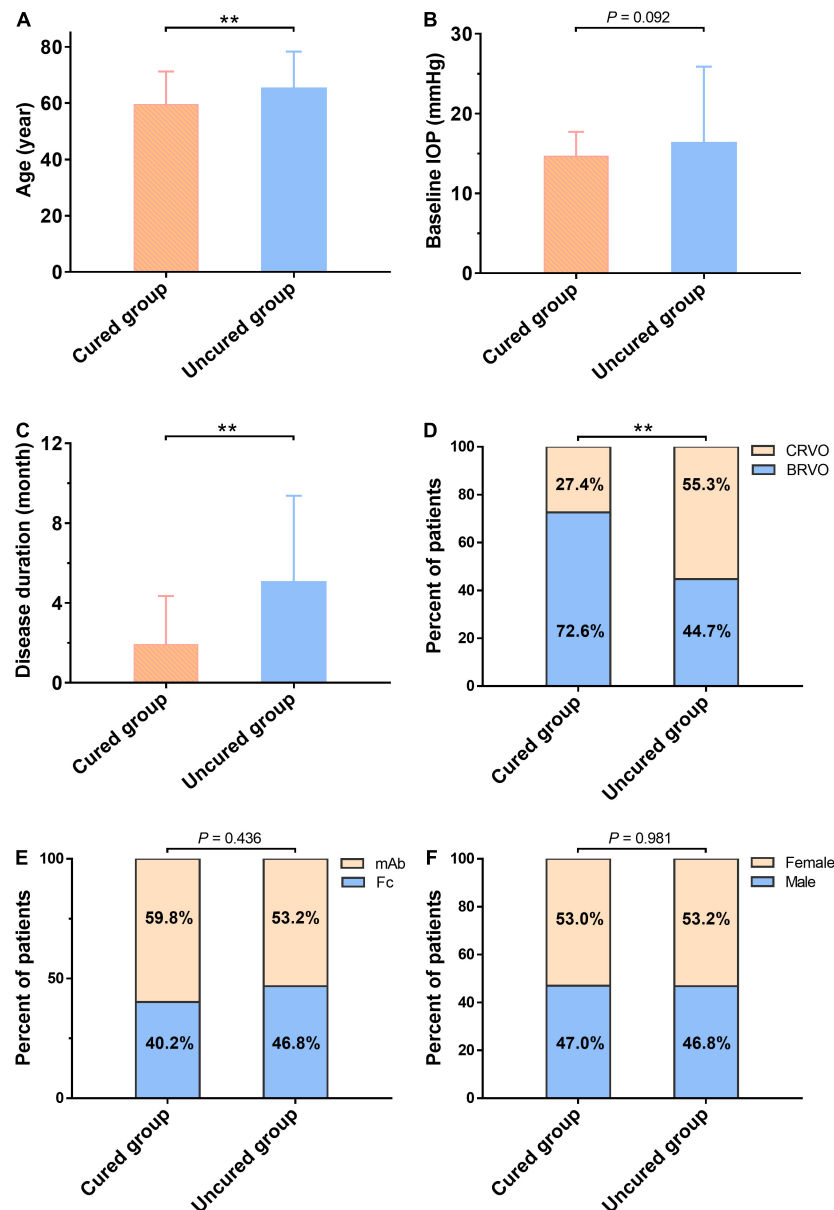 A
**
Age (year)
80
60
40
20
0
Cured group
Uncured group
B
P = 0.092
Baseline IOP (mmHg)
30
20
10
0
Cured group
Uncured group
C
**
Disease duration (month)
12
8
4
0
Cured group
Uncured group
D
**
CRVO
BRVO
Percent of patients
100
80
60
40
20
0
27.4%
55.3%
72.6%
44.7%
Cured group
Uncured group
E
P = 0.436
mAb
Fc
Percent of patients
100
50
0
59.8%
53.2%
40.2%
46.8%
Cured group
Uncured group
F
P = 0.981
Female
Male
Percent of patients
100
80
60
40
20
0
53.0%
53.2%
47.0%
46.8%
Cured group
Uncured group